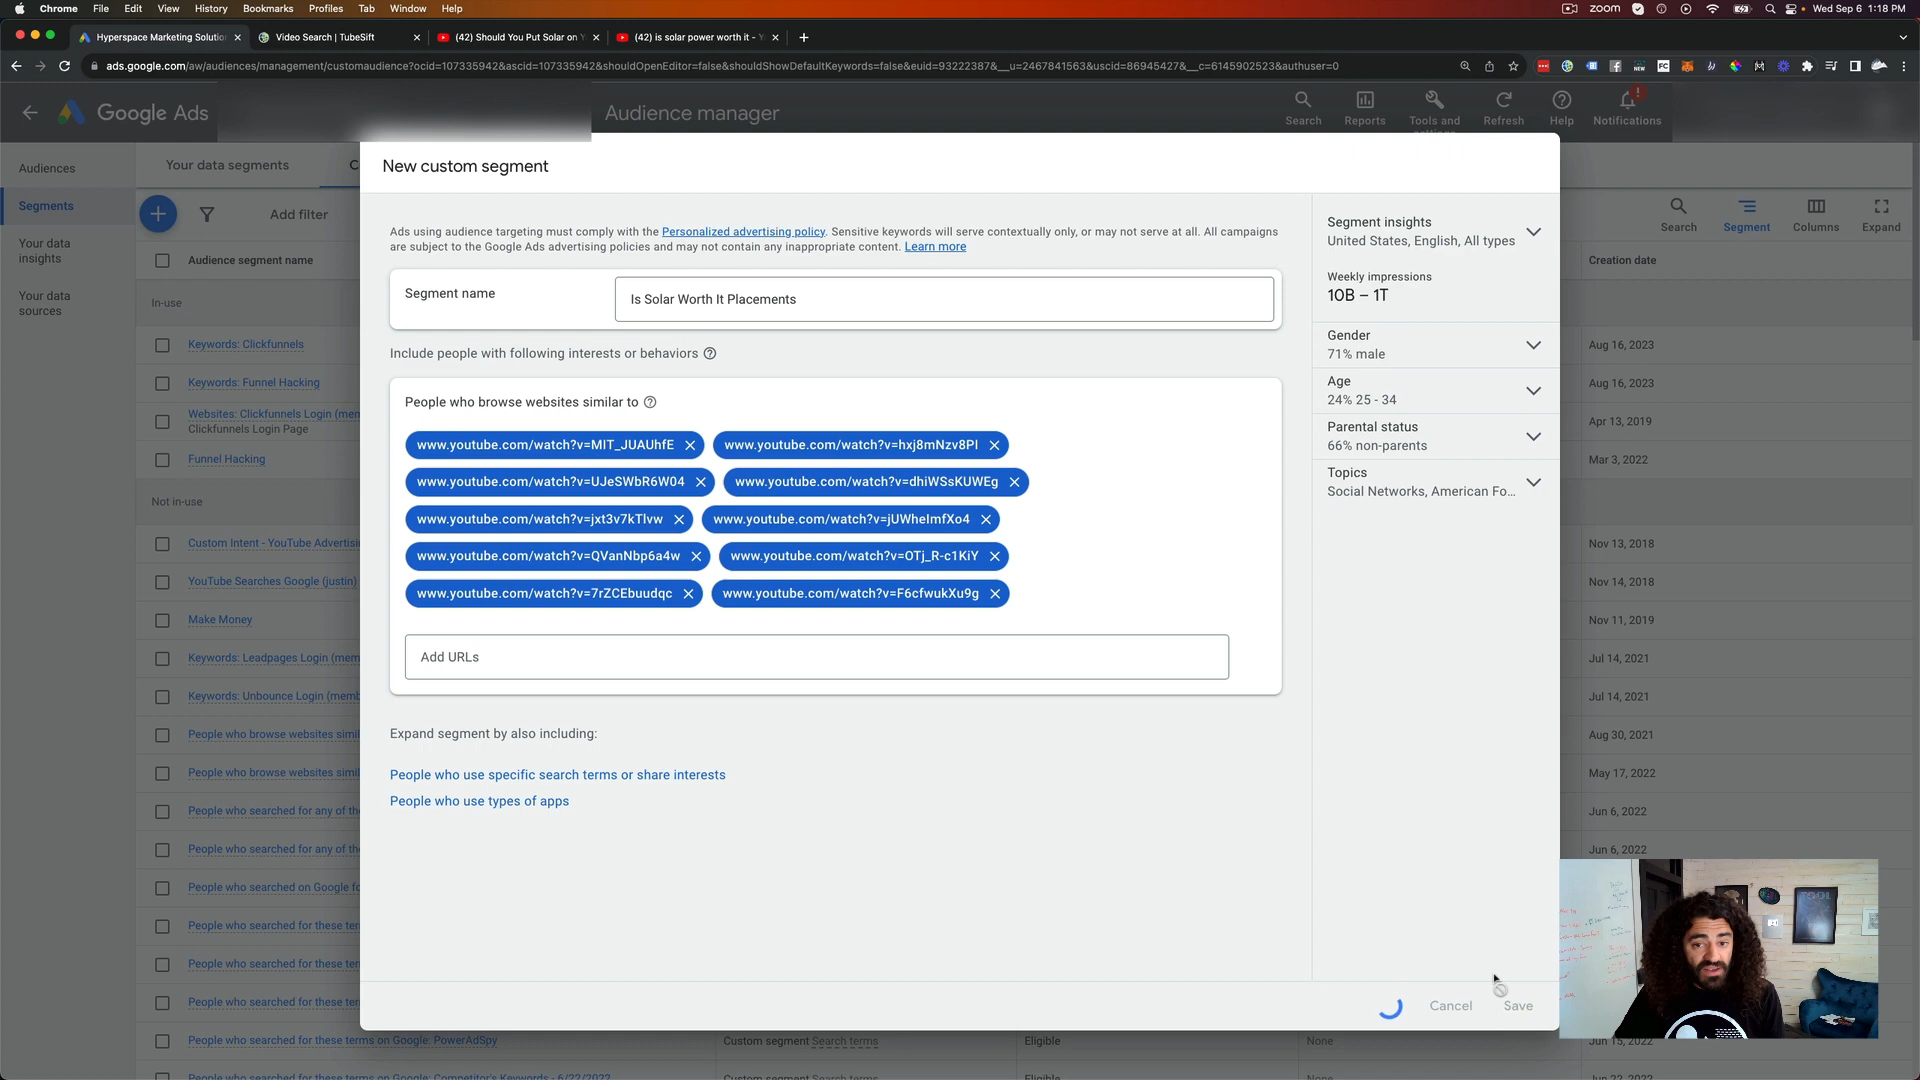 Chrome File Edit View History Bookmarks Profiles Tab Window Help
zoom Wed Sep 6 1:18 PM
Hyperspace Marketing Solution
Video Search | TubeSift
(42) Should You Put Solar on
(42) is solar power worth it -
ads.google.com/aw/audiences/management/customaudience?ocid=107335942&ascid=107335942&shouldOpenEditor=false&shouldShowDefaultKeywords=false&euid=93222387&__u=2467841563&uscid=86945427&__c=6145902523&authuser=0
Google Ads
Audience manager
Search
Reports
Tools and
settings
Refresh
Help
Notifications
Audiences
Segments
Your data
insights
Your data
sources
Your data segments
C
Add filter
Search
Segment
Columns
Expand
Audience segment name
Creation date
In-use
Keywords: Clickfunnels
Aug 16, 2023
Keywords: Funnel Hacking
Aug 16, 2023
Websites: Clickfunnels Login (mem
Clickfunnels Login Page
Apr 13, 2019
Funnel Hacking
Mar 3, 2022
Not in-use
Custom Intent - YouTube Advertisi
Nov 13, 2018
YouTube Searches Google (justin)
Nov 14, 2018
Make Money
Nov 11, 2019
Keywords: Leadpages Login (mem
Jul 14, 2021
Keywords: Unbounce Login (memb
Jul 14, 2021
People who browse websites simil
Aug 30, 2021
People who browse websites simil
May 17, 2022
People who searched for any of the
Jun 6, 2022
People who searched for any of the
Jun 6, 2022
People who searched on Google fo
People who searched for these ter
People who searched for these ter
People who searched for these ter
People who searched for these terms on Google: PowerAdSpy
Custom segment Search terms
Eligible
None
Jun 15, 2022
People who searched for these terms on Google: Competitor's Keywords - 6/22/2022
Custom segment Search terms
Eligible
None
Jun 22, 2022
New custom segment
Ads using audience targeting must comply with the Personalized advertising policy. Sensitive keywords will serve contextually only, or may not serve at all. All campaigns
are subject to the Google Ads advertising policies and may not contain any inappropriate content. Learn more
Segment name
Is Solar Worth It Placements
Include people with following interests or behaviors
People who browse websites similar to
www.youtube.com/watch?v=MIT_JUAUhfE
www.youtube.com/watch?v=hxj8mNzv8PI
www.youtube.com/watch?v=UJeSWbR6W04
www.youtube.com/watch?v=dhiWSsKUWEg
www.youtube.com/watch?v=jxt3v7kTlvw
www.youtube.com/watch?v=jUWhelmfXo4
www.youtube.com/watch?v=QVanNbp6a4w
www.youtube.com/watch?v=OTj_R-c1KiY
www.youtube.com/watch?v=7rZCEbuudqc
www.youtube.com/watch?v=F6cfwukXu9g
Add URLs
Expand segment by also including:
People who use specific search terms or share interests
People who use types of apps
Segment insights
United States, English, All types
Weekly impressions
10B – 1T
Gender
71% male
Age
24% 25 - 34
Parental status
66% non-parents
Topics
Social Networks, American Fo...
Cancel
Save